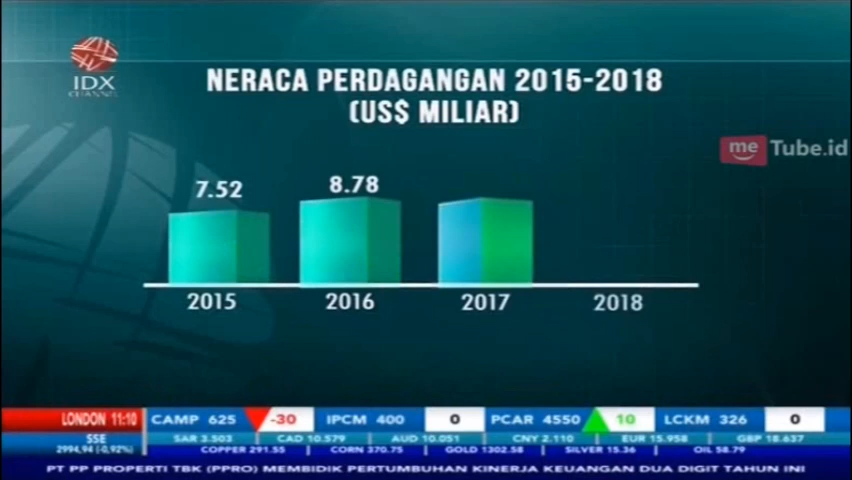 IDX
CHANNEL
NERACA PERDAGANGAN 2015-2018
(US$ MILIAR)
me Tube.id
7.52 8.78
2015 2016 2017 2018
LONDON 11:10 CAMP 625 -30 IPCM 400 0 PCAR 4550 10 LCKM 326 0
SSE SAR 3.503 CAD 10.579 AUD 10.051 CNY 2.110 EUR 15.958 GBP 18.637
2994,94 (-0,92%) COPPER 291.55 CORN 370.75 GOLD 1302.58 SILVER 15.36 OIL 58.79
PT PP PROPERTI TBK (PPRO) MEMBIDIK PERTUMBUHAN KINERJA KEUANGAN DUA DIGIT TAHUN INI